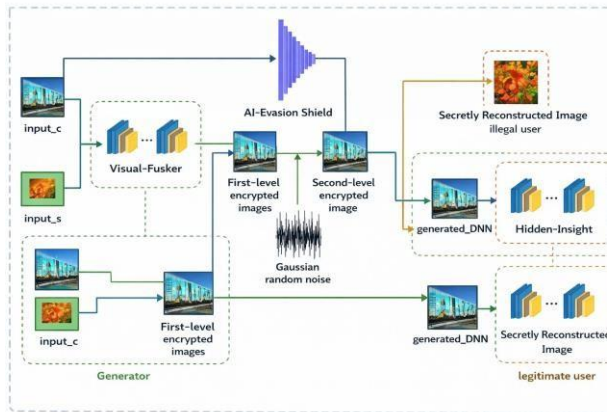 input_c
AI-Evasion Shield
Secretly Reconstructed Image
illegal user
Visual-Fusker
input_s
First-level
encrypted
images
Second-level
encrypted
image
generated_DNN
Hidden-Insight
Gaussian
random noise
input_c
First-level
encrypted
images
generated_DNN
Secretly Reconstructed
Image
Generator
legitimate user